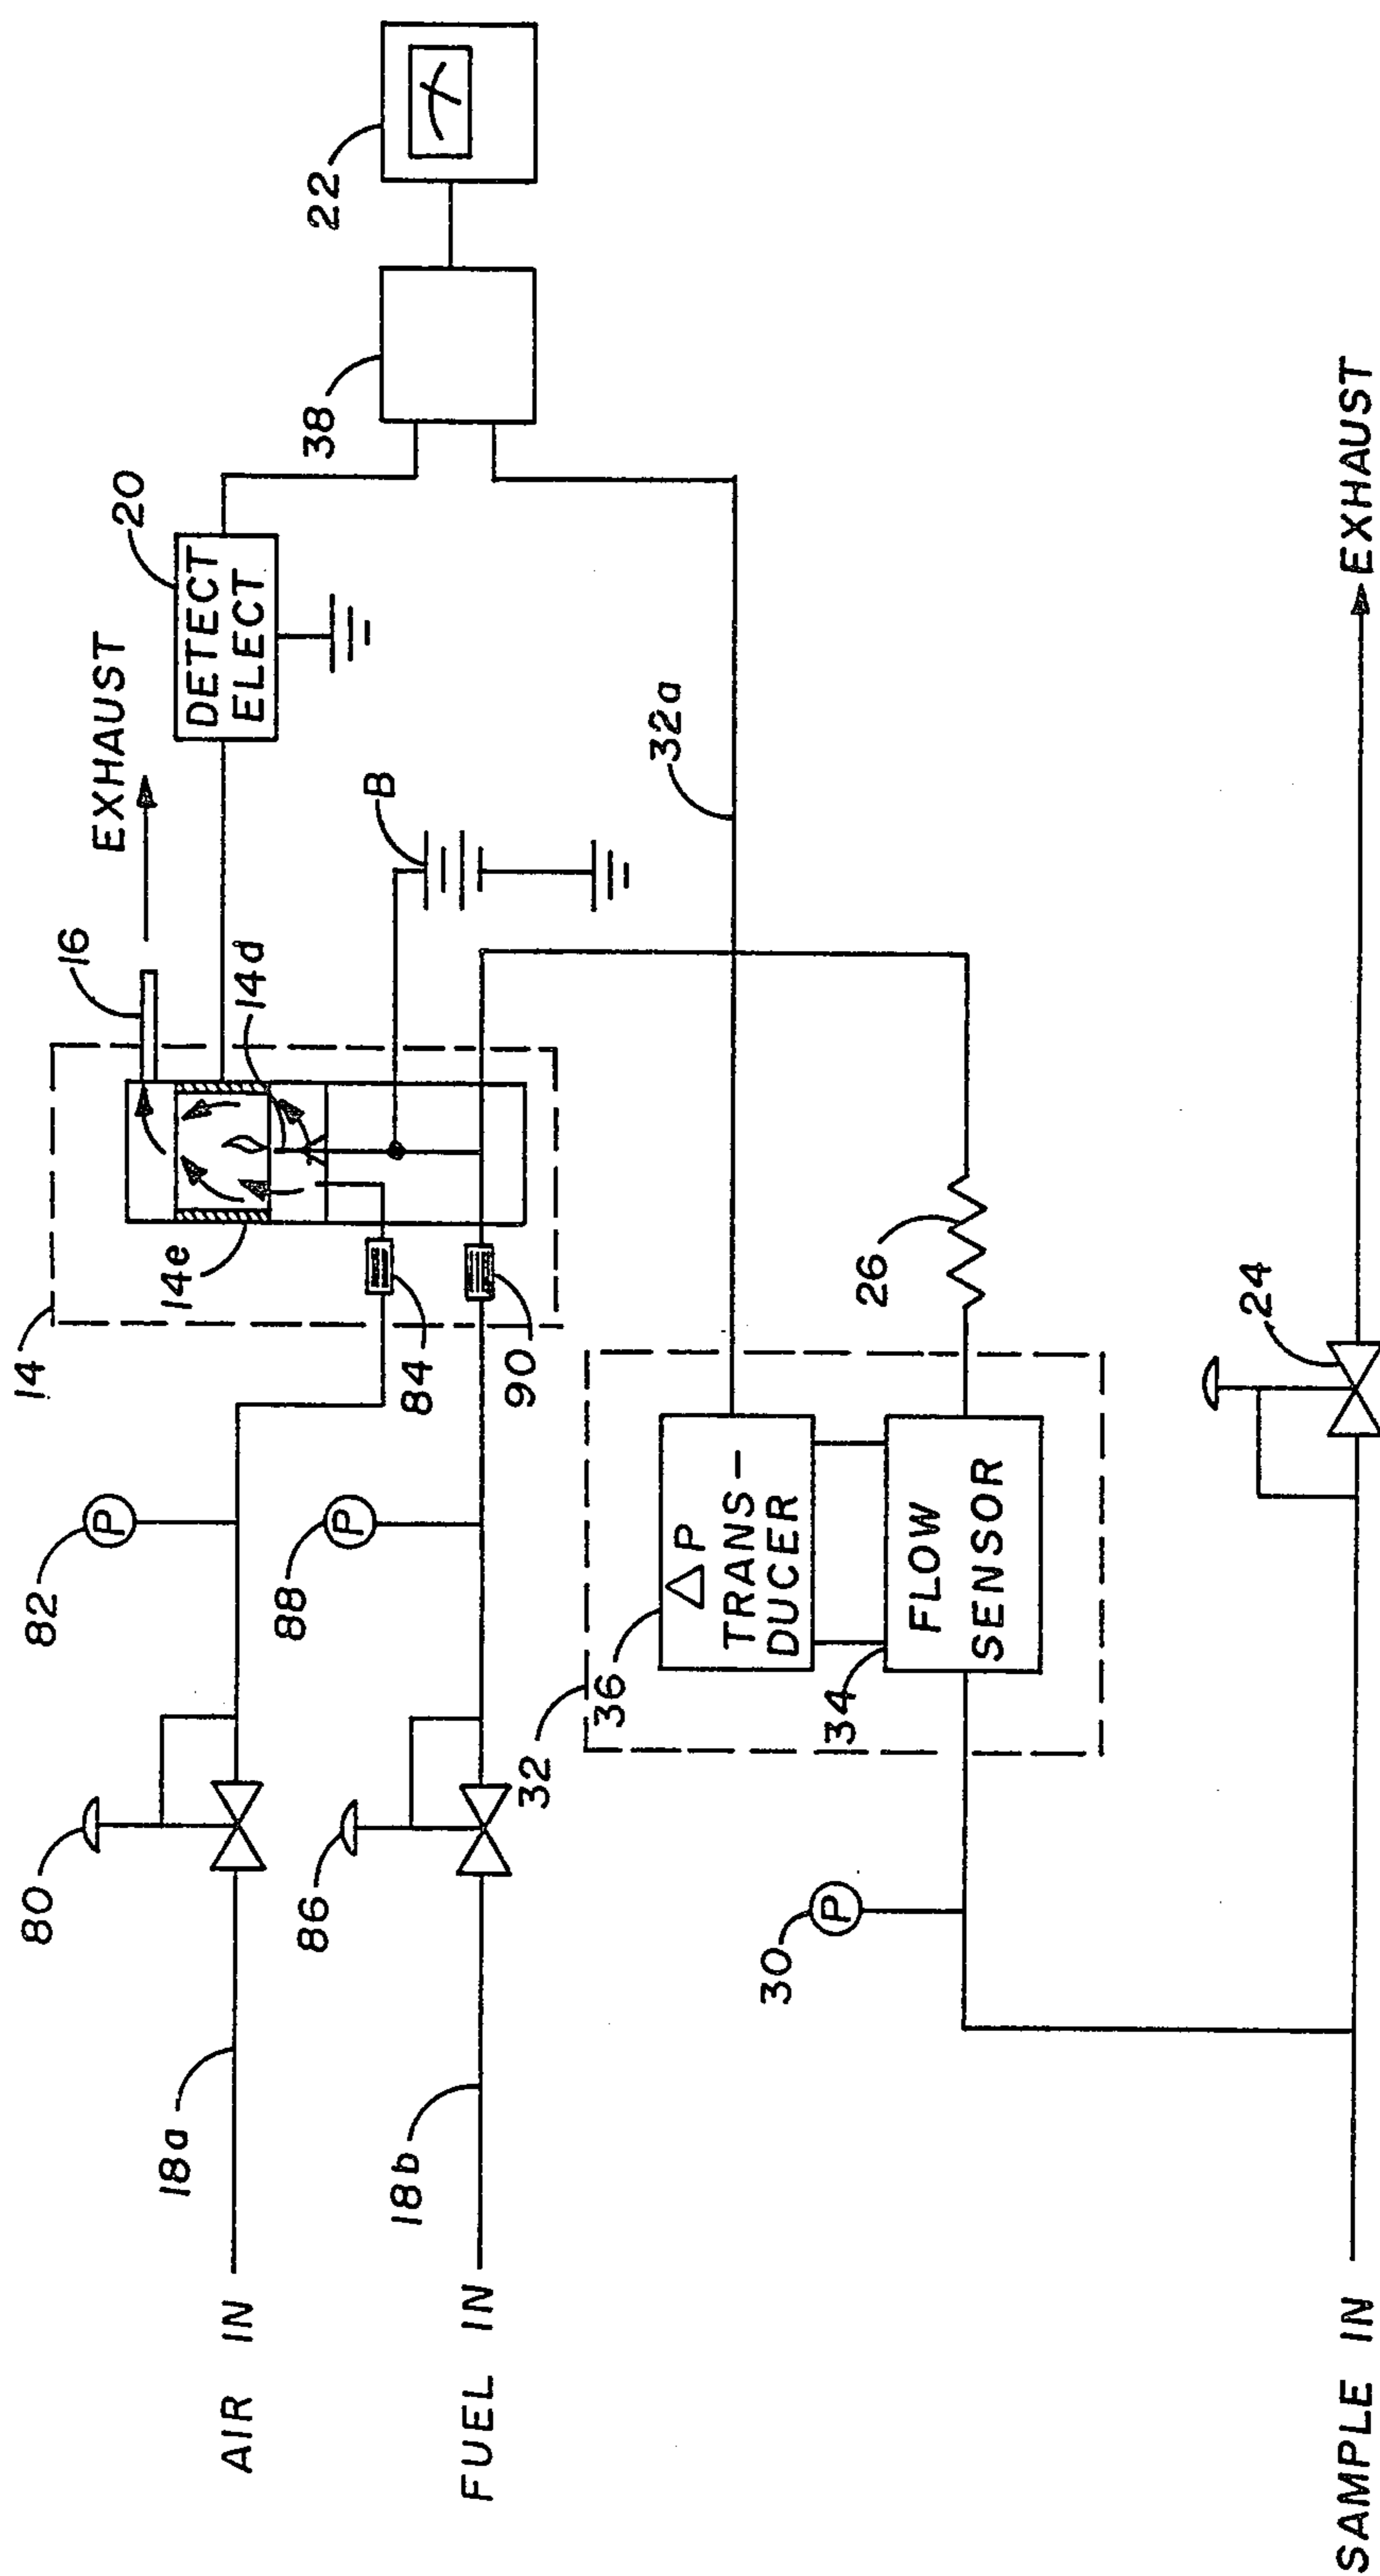 22
38
20
DETECT
ELECT
EXHAUST
16
14d
B
14e
14
84
90
82
P
88
P
80
86
18a
18b
AIR IN
FUEL IN
32a
26
32
36
Δ P
TRANS-
DUCER
34
FLOW
SENSOR
30
P
24
EXHAUST
SAMPLE IN